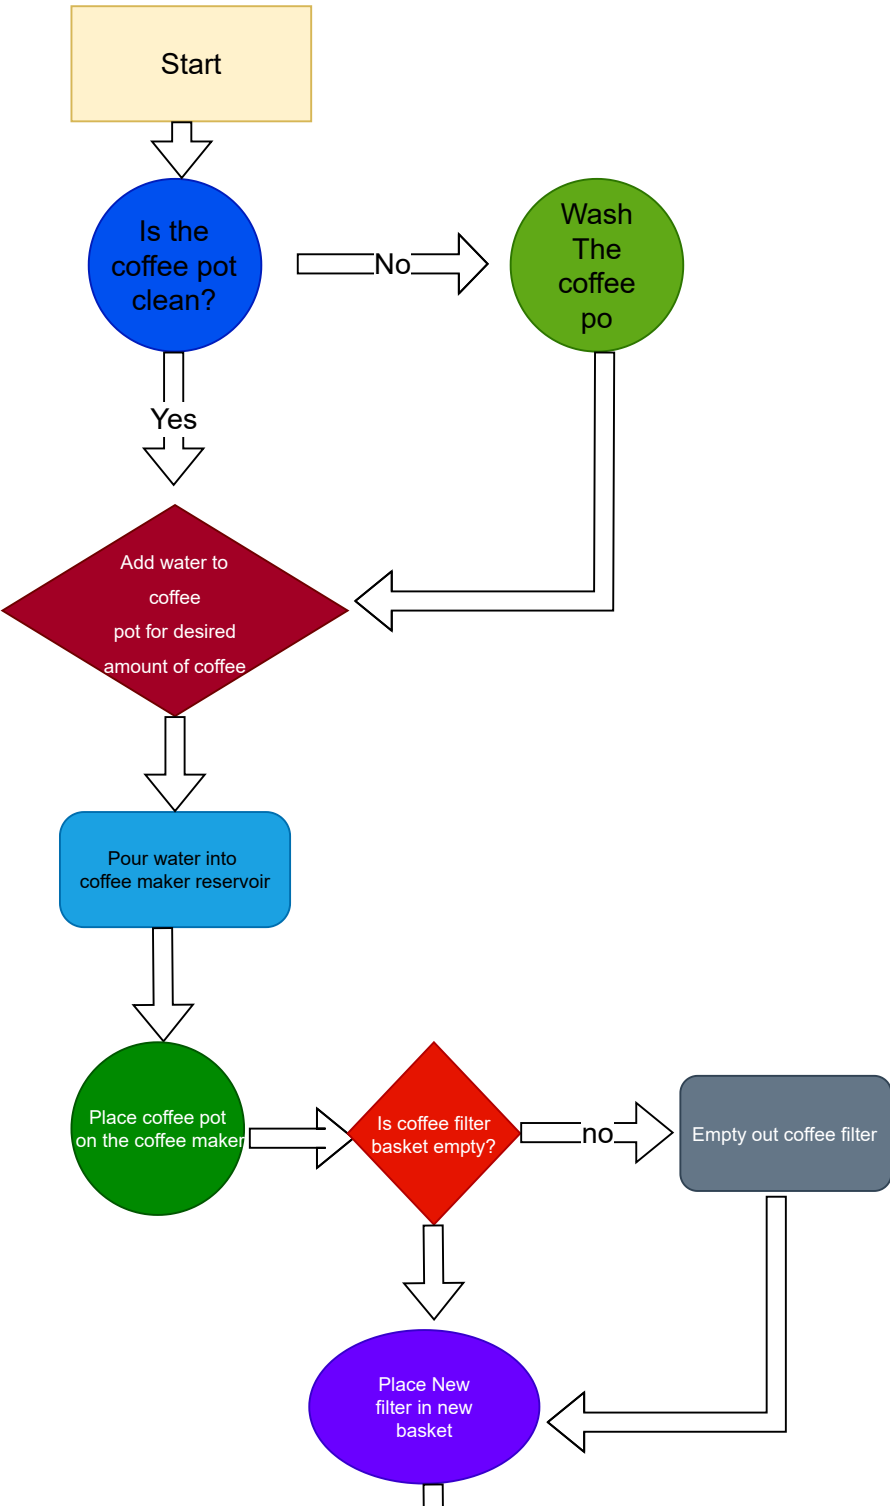 Start
Is the
coffee pot
clean?
No
Wash
The
coffee
po
Yes
Add water to
coffee
pot for desired
amount of coffee
Pour water into
coffee maker reservoir
Place coffee pot
on the coffee maker
Is coffee filter
basket empty?
no
Empty out coffee filter
Place New
filter in new
basket